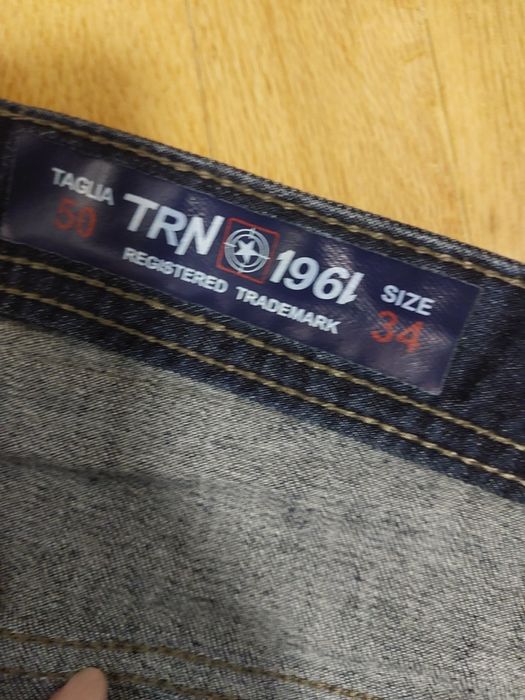 TAGLIA
50
TRN 1961
REGISTERED TRADEMARK
SIZE
34